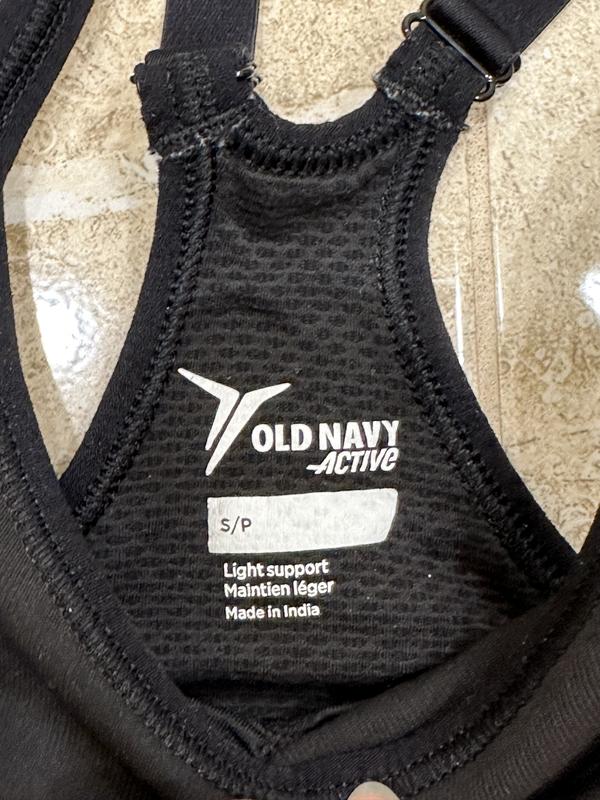 OLD NAVY
ACTIVE
S/P
Light support
Maintien léger
Made in India